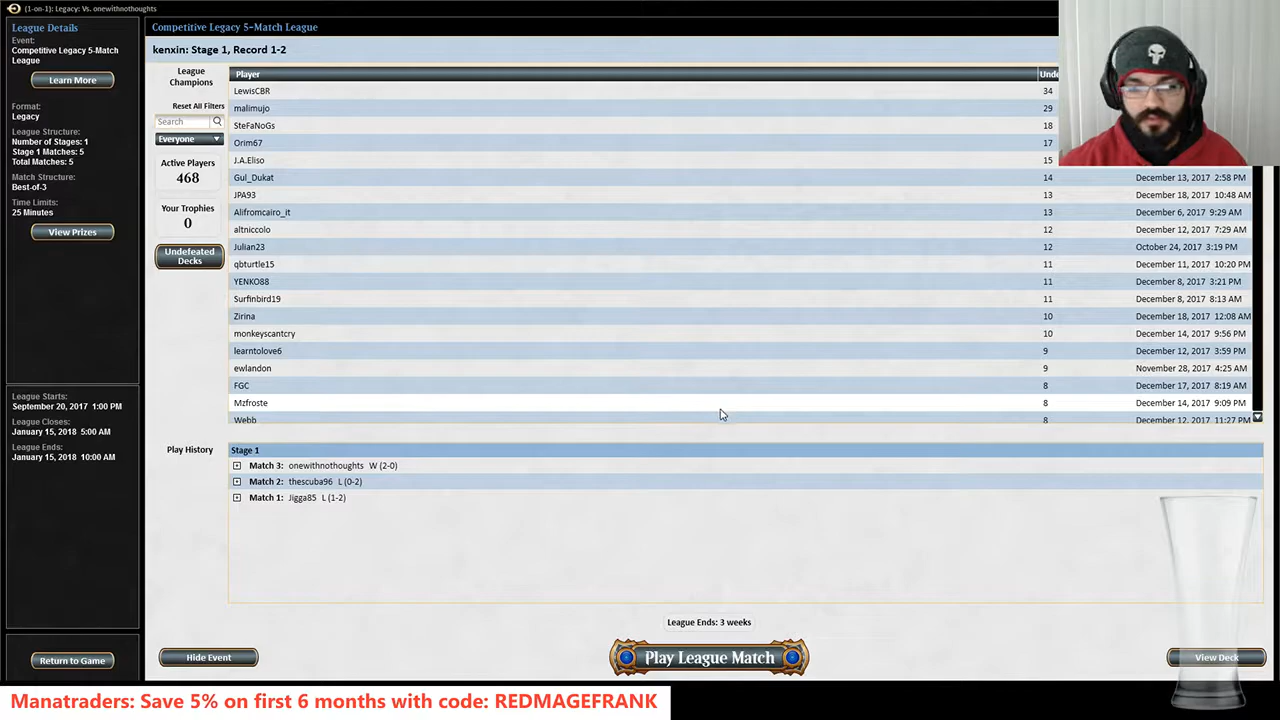 (1-on-1): Legacy: Vs. onewithnothoughts
League Details
Event:
Competitive Legacy 5-Match
League
Learn More
Format:
Legacy
League Structure:
Number of Stages: 1
Stage 1 Matches: 5
Total Matches: 5
Match Structure:
Best-of-3
Time Limits:
25 Minutes
View Prizes
League Starts:
September 20, 2017 1:00 PM
League Closes:
January 15, 2018 5:00 AM
League Ends:
January 15, 2018 10:00 AM
Return to Game
Competitive Legacy 5-Match League
kenxin: Stage 1, Record 1-2
League
Champions
Reset All Filters
Search
Everyone
Active Players
468
Your Trophies
0
Undefeated
Decks
Player Unde
LewisCBR 34
malimujo 29
SteFaNoGs 18
Orim67 17
J.A.Eliso 15
Gul_Dukat 14 December 13, 2017 2:58 PM
JPA93 13 December 18, 2017 10:48 AM
Alifromcairo_it 13 December 6, 2017 9:29 AM
altniccolo 12 December 12, 2017 7:29 AM
Julian23 12 October 24, 2017 3:19 PM
qbturtle15 11 December 11, 2017 10:20 PM
YENKO88 11 December 8, 2017 3:21 PM
Surfinbird19 11 December 8, 2017 8:13 AM
Zirina 10 December 18, 2017 12:08 AM
monkeyscantcry 10 December 14, 2017 9:56 PM
learntolove6 9 December 12, 2017 3:59 PM
ewlandon 9 November 28, 2017 4:25 AM
FGC 8 December 17, 2017 8:19 AM
Mzfroste 8 December 14, 2017 9:09 PM
Webb 8 December 12, 2017 11:27 PM
Play History
Stage 1
Match 3: onewithnothoughts W (2-0)
Match 2: thescuba96 L (0-2)
Match 1: Jigga85 L (1-2)
League Ends: 3 weeks
Hide Event
Play League Match
View Deck
Manatraders: Save 5% on first 6 months with code: REDMAGEFRANK